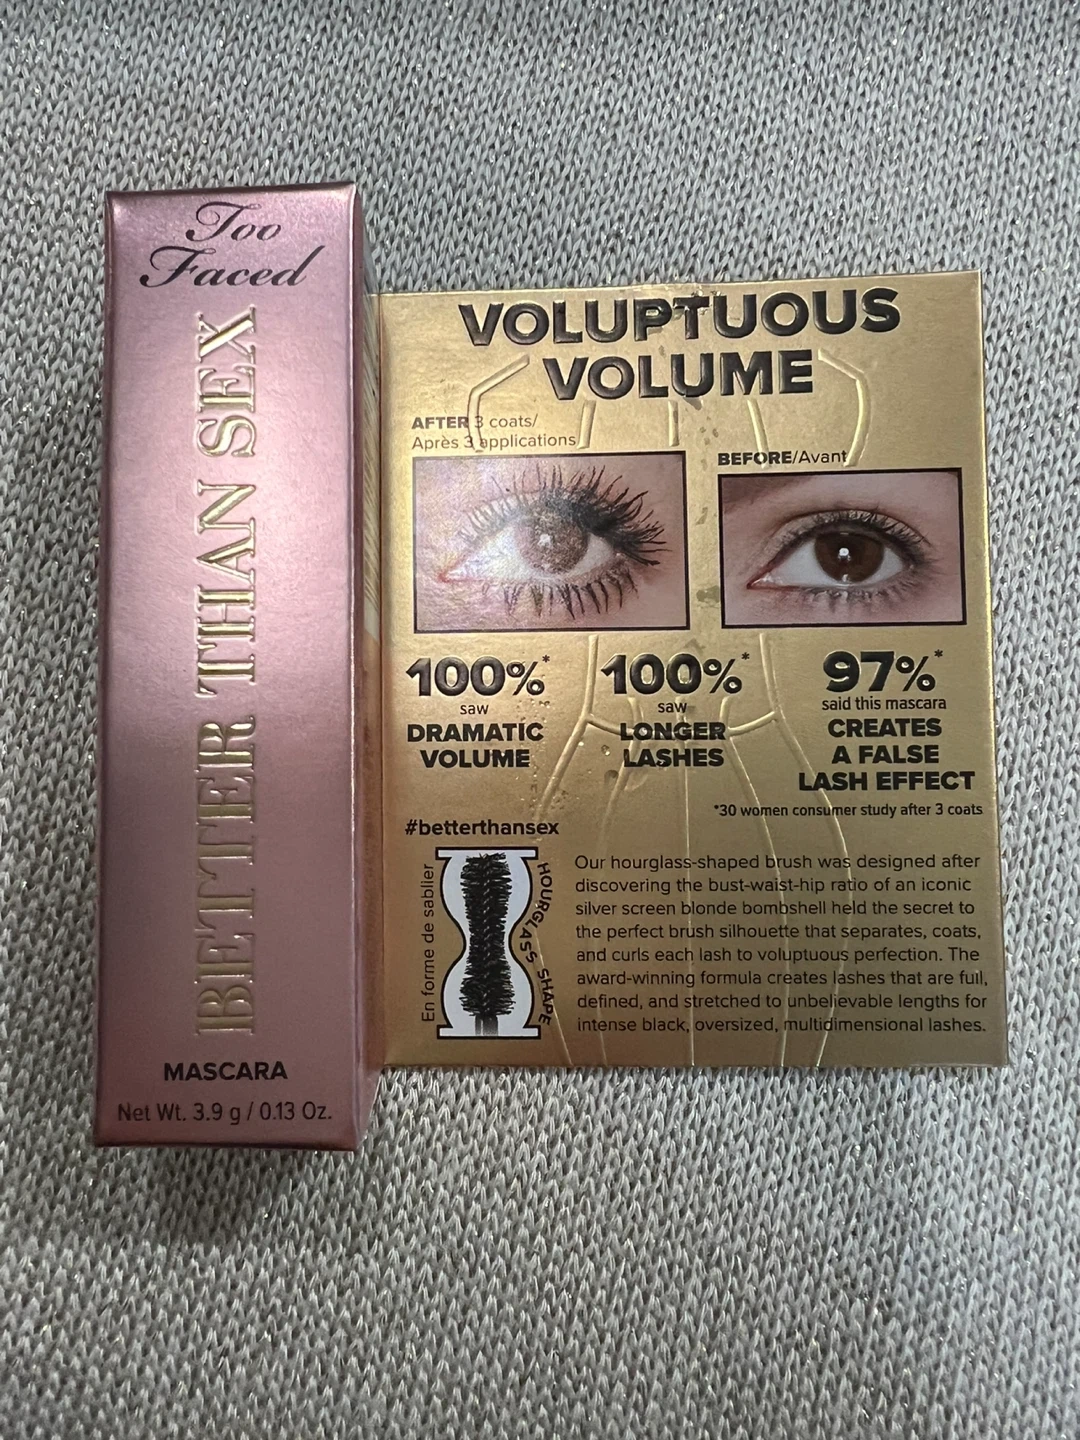 Too
Faced
BETTER THAN SEX
MASCARA
Net Wt. 3.9 g / 0.13 Oz.
VOLUPTUOUS
VOLUME
AFTER 3 coats/
Après 3 applications
BEFORE/Avant
100%*
saw
DRAMATIC
VOLUME
100%*
saw
LONGER
LASHES
97%*
said this mascara
CREATES
A FALSE
LASH EFFECT
*30 women consumer study after 3 coats
#betterthansex
En forme de sablier
HOURGLASS SHAPE
Our hourglass-shaped brush was designed after
discovering the bust-waist-hip ratio of an iconic
silver screen blonde bombshell held the secret to
the perfect brush silhouette that separates, coats,
and curls each lash to voluptuous perfection. The
award-winning formula creates lashes that are full,
defined, and stretched to unbelievable lengths for
intense black, oversized, multidimensional lashes.